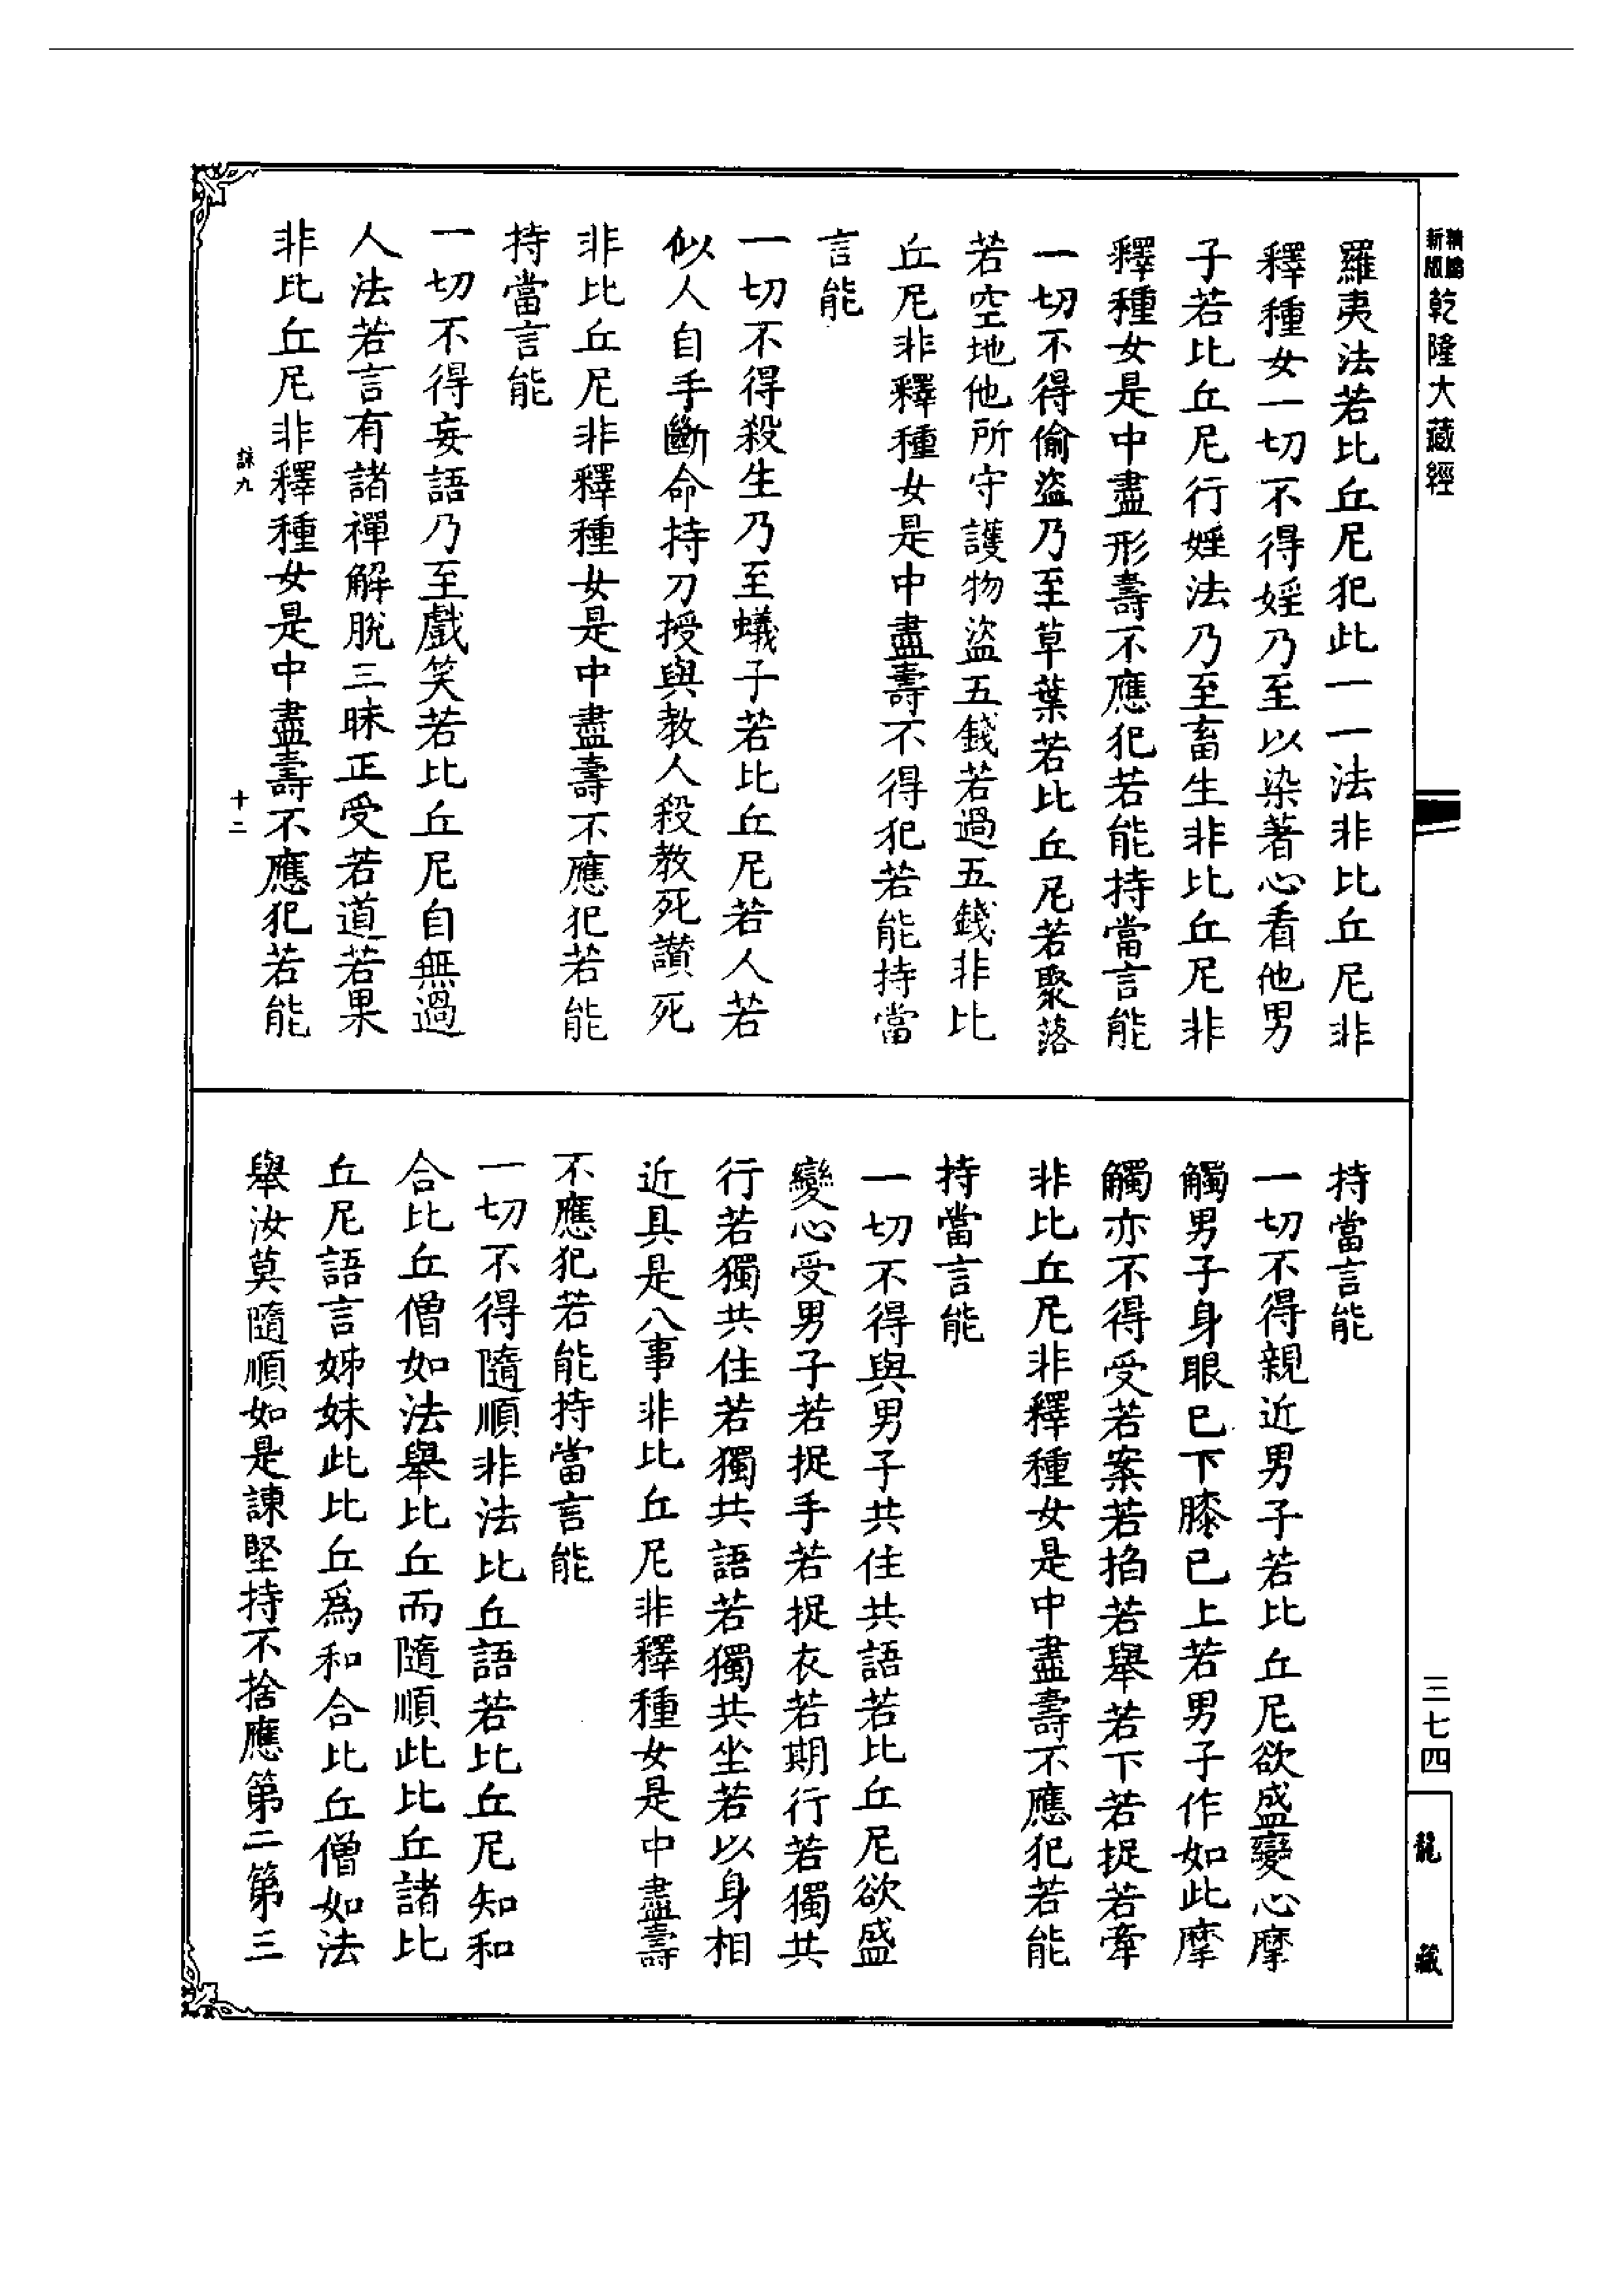 精縮
新版
乾隆大藏經
三七四
龍藏
羅夷法若比丘尼犯此一一法非比丘尼非
釋種女一切不得婬乃至以染著心看他男
子若比丘尼行婬法乃至畜生非比丘尼非
釋種女是中盡形壽不應犯若能持當言能
一切不得偷盜乃至草葉若比丘尼若聚落
若空地他所守護物盜五錢若過五錢非比
丘尼非釋種女是中盡壽不得犯若能持當
言能
一切不得殺生乃至蟻子若比丘尼若人若
似人自手斷命持刀授與教人殺教死讚死
非比丘尼非釋種女是中盡壽不應犯若能
持當言能
一切不得妄語乃至戲笑若比丘尼自無過
人法若言有諸禪解脫三昧正受若道若果
非比丘尼非釋種女是中盡壽不應犯若能
九
十二
持當言能
一切不得親近男子若比丘尼欲盛變心摩
觸男子身眼已下膝已上若男子作如此摩
觸亦不得受若案若掐若舉若下若捉若牽
非比丘尼非釋種女是中盡壽不應犯若能
持當言能
一切不得與男子共住共語若比丘尼欲盛
變心受男子若捉手若捉衣若期行若獨共
行若獨共住若獨共語若獨共坐若以身相
近具是八事非比丘尼非釋種女是中盡壽
不應犯若能持當言能
一切不得隨順非法比丘語若比丘尼知和
合比丘僧如法舉比丘而隨順此比丘諸比
丘尼語言姊妹此比丘為和合比丘僧如法
舉汝莫隨順如是諫堅持不捨應第二第三